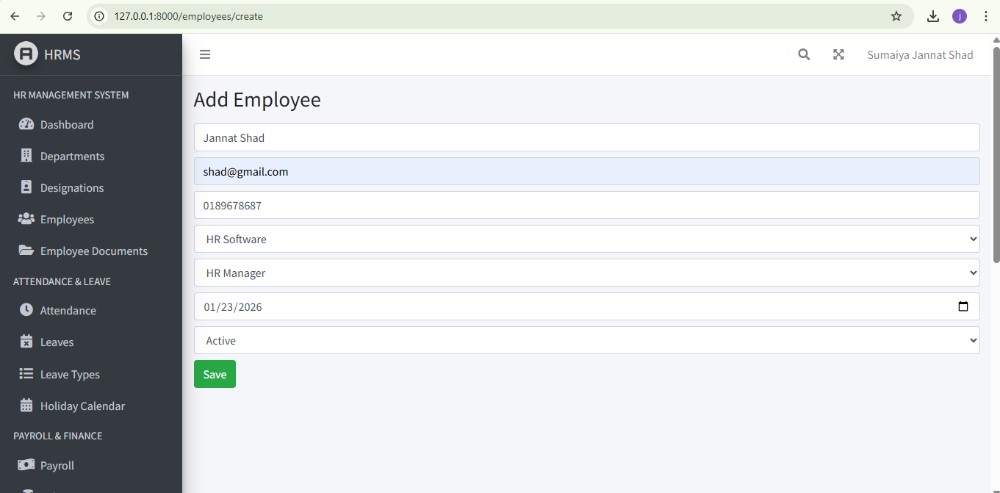 127.0.0.1:8000/employees/create
j
HRMS
Sumaiya Jannat Shad
HR MANAGEMENT SYSTEM
Dashboard
Departments
Designations
Employees
Employee Documents
ATTENDANCE & LEAVE
Attendance
Leaves
Leave Types
Holiday Calendar
PAYROLL & FINANCE
Payroll
Add Employee
Jannat Shad
shad@gmail.com
0189678687
HR Software
HR Manager
01/23/2026
Active
Save